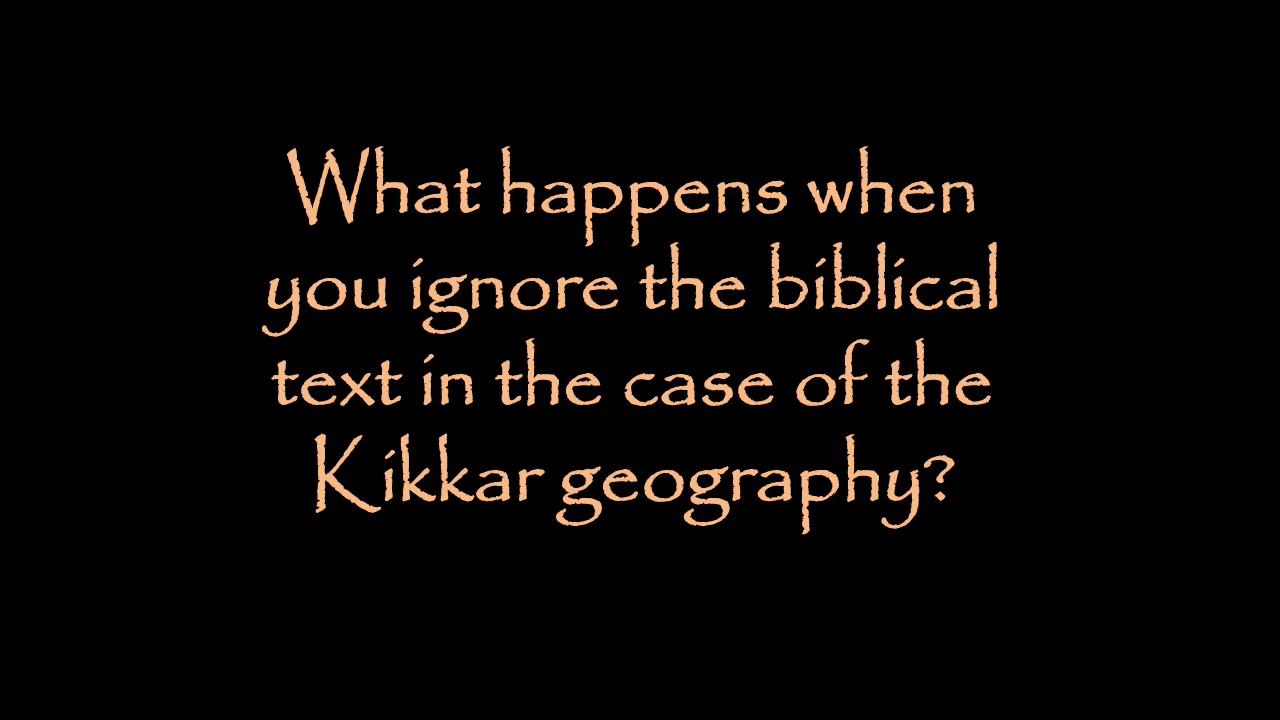 What happens when
you ignore the biblical
text in the case of the
Kikkar geography?